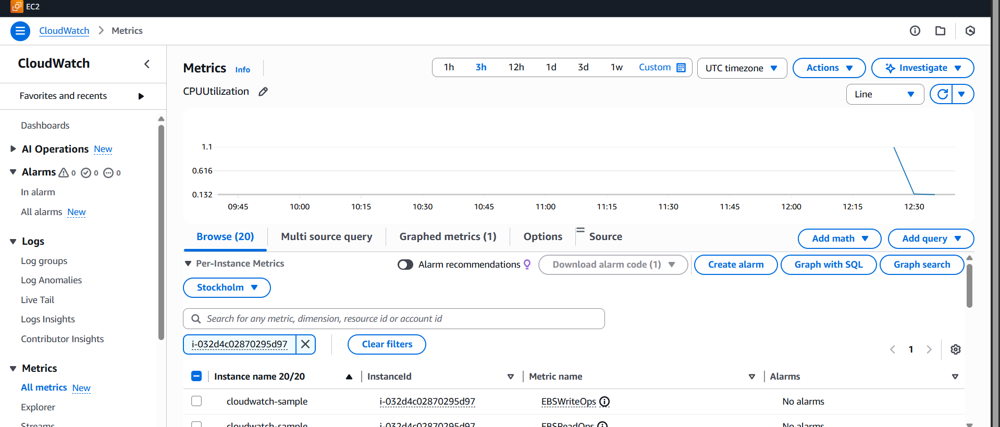 EC2
CloudWatch Metrics
CloudWatch
Favorites and recents
Dashboards
AI Operations New
Alarms 0 0 0
In alarm
All alarms New
Logs
Log groups
Log Anomalies
Live Tail
Logs Insights
Contributor Insights
Metrics
All metrics New
Explorer
Streams
Metrics Info
1h 3h 12h 1d 3d 1w Custom UTC timezone Actions Investigate
CPUUtilization
Line
1.1
0.616
0.132
09:45 10:00 10:15 10:30 10:45 11:00 11:15 11:30 11:45 12:00 12:15 12:30
Browse (20) Multi source query Graphed metrics (1) Options Source Add math Add query
Per-Instance Metrics Alarm recommendations Download alarm code (1) Create alarm Graph with SQL Graph search
Stockholm
Search for any metric, dimension, resource id or account id
i-032d4c02870295d97 Clear filters
1
Instance name 20/20 InstanceId Metric name Alarms
cloudwatch-sample i-032d4c02870295d97 EBSWriteOps No alarms
cloudwatch-sample i-032d4c02870295d97 EBSReadOps No alarms